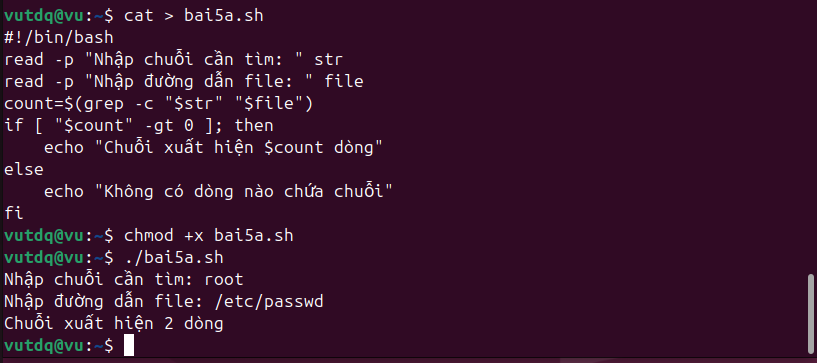 vutdq@vu:~$ cat > bai5a.sh
#!/bin/bash
read -p "Nhập chuỗi cần tìm: " str
read -p "Nhập đường dẫn file: " file
count=$(grep -c "$str" "$file")
if [ "$count" -gt 0 ]; then
    echo "Chuỗi xuất hiện $count dòng"
else
    echo "Không có dòng nào chứa chuỗi"
fi
vutdq@vu:~$ chmod +x bai5a.sh
vutdq@vu:~$ ./bai5a.sh
Nhập chuỗi cần tìm: root
Nhập đường dẫn file: /etc/passwd
Chuỗi xuất hiện 2 dòng
vutdq@vu:~$